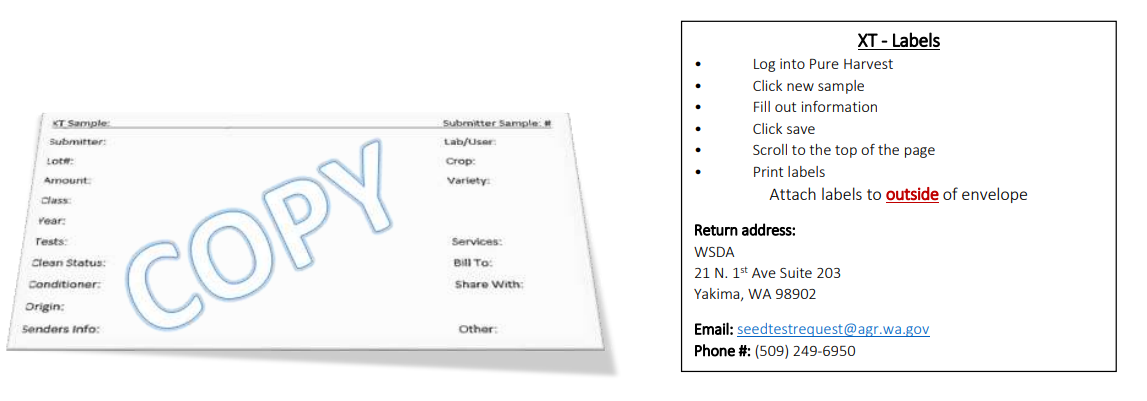 XT Sample: Submitter Sample: #
Submitter: Lab/User:
Lot#: Crop:
Amount: Variety:
Class:
Year:
Tests: Services:
Clean Status: Bill To:
Conditioner: Share With:
Origin:
Senders Info: Other:
COPY
XT - Labels
• Log into Pure Harvest
• Click new sample
• Fill out information
• Click save
• Scroll to the top of the page
• Print labels
Attach labels to outside of envelope
Return address:
WSDA
21 N. 1st Ave Suite 203
Yakima, WA 98902
Email: seedtestrequest@agr.wa.gov
Phone #: (509) 249-6950